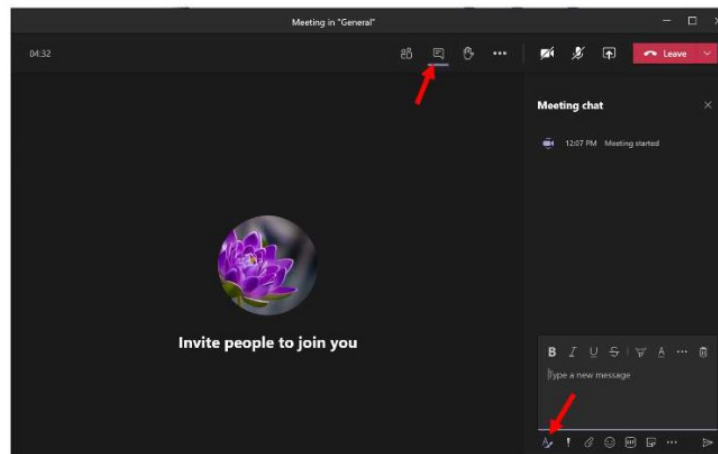 Meeting in "General"
04:32
Leave
Meeting chat
12:07 PM Meeting started
Invite people to join you
B I U S A
Type a new message